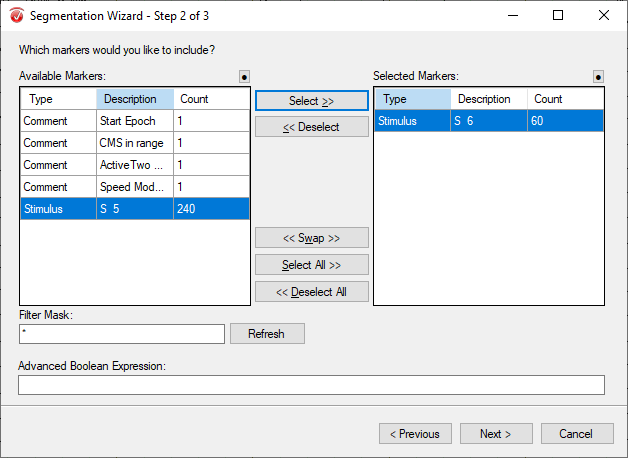 Segmentation Wizard - Step 2 of 3
Which markers would you like to include?
Available Markers:
Selected Markers:
Type Description Count
Comment Start Epoch 1
Comment CMS in range 1
Comment ActiveTwo ... 1
Comment Speed Mod... 1
Stimulus S 5 240
Select >>
<< Deselect
<< Swap >>
Select All >>
<< Deselect All
Type Description Count
Stimulus S 6 60
Filter Mask:
*
Refresh
Advanced Boolean Expression:
< Previous
Next >
Cancel